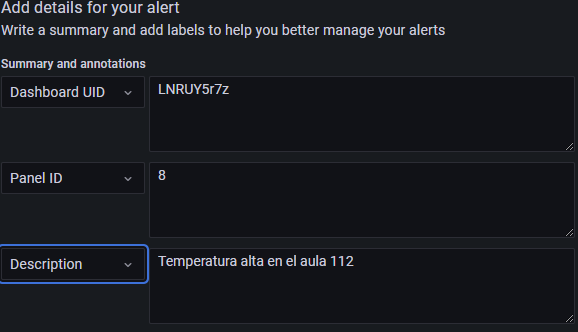 Add details for your alert
Write a summary and add labels to help you better manage your alerts
Summary and annotations
Dashboard UID
LNRUY5r7z
Panel ID
8
Description
Temperatura alta en el aula 112